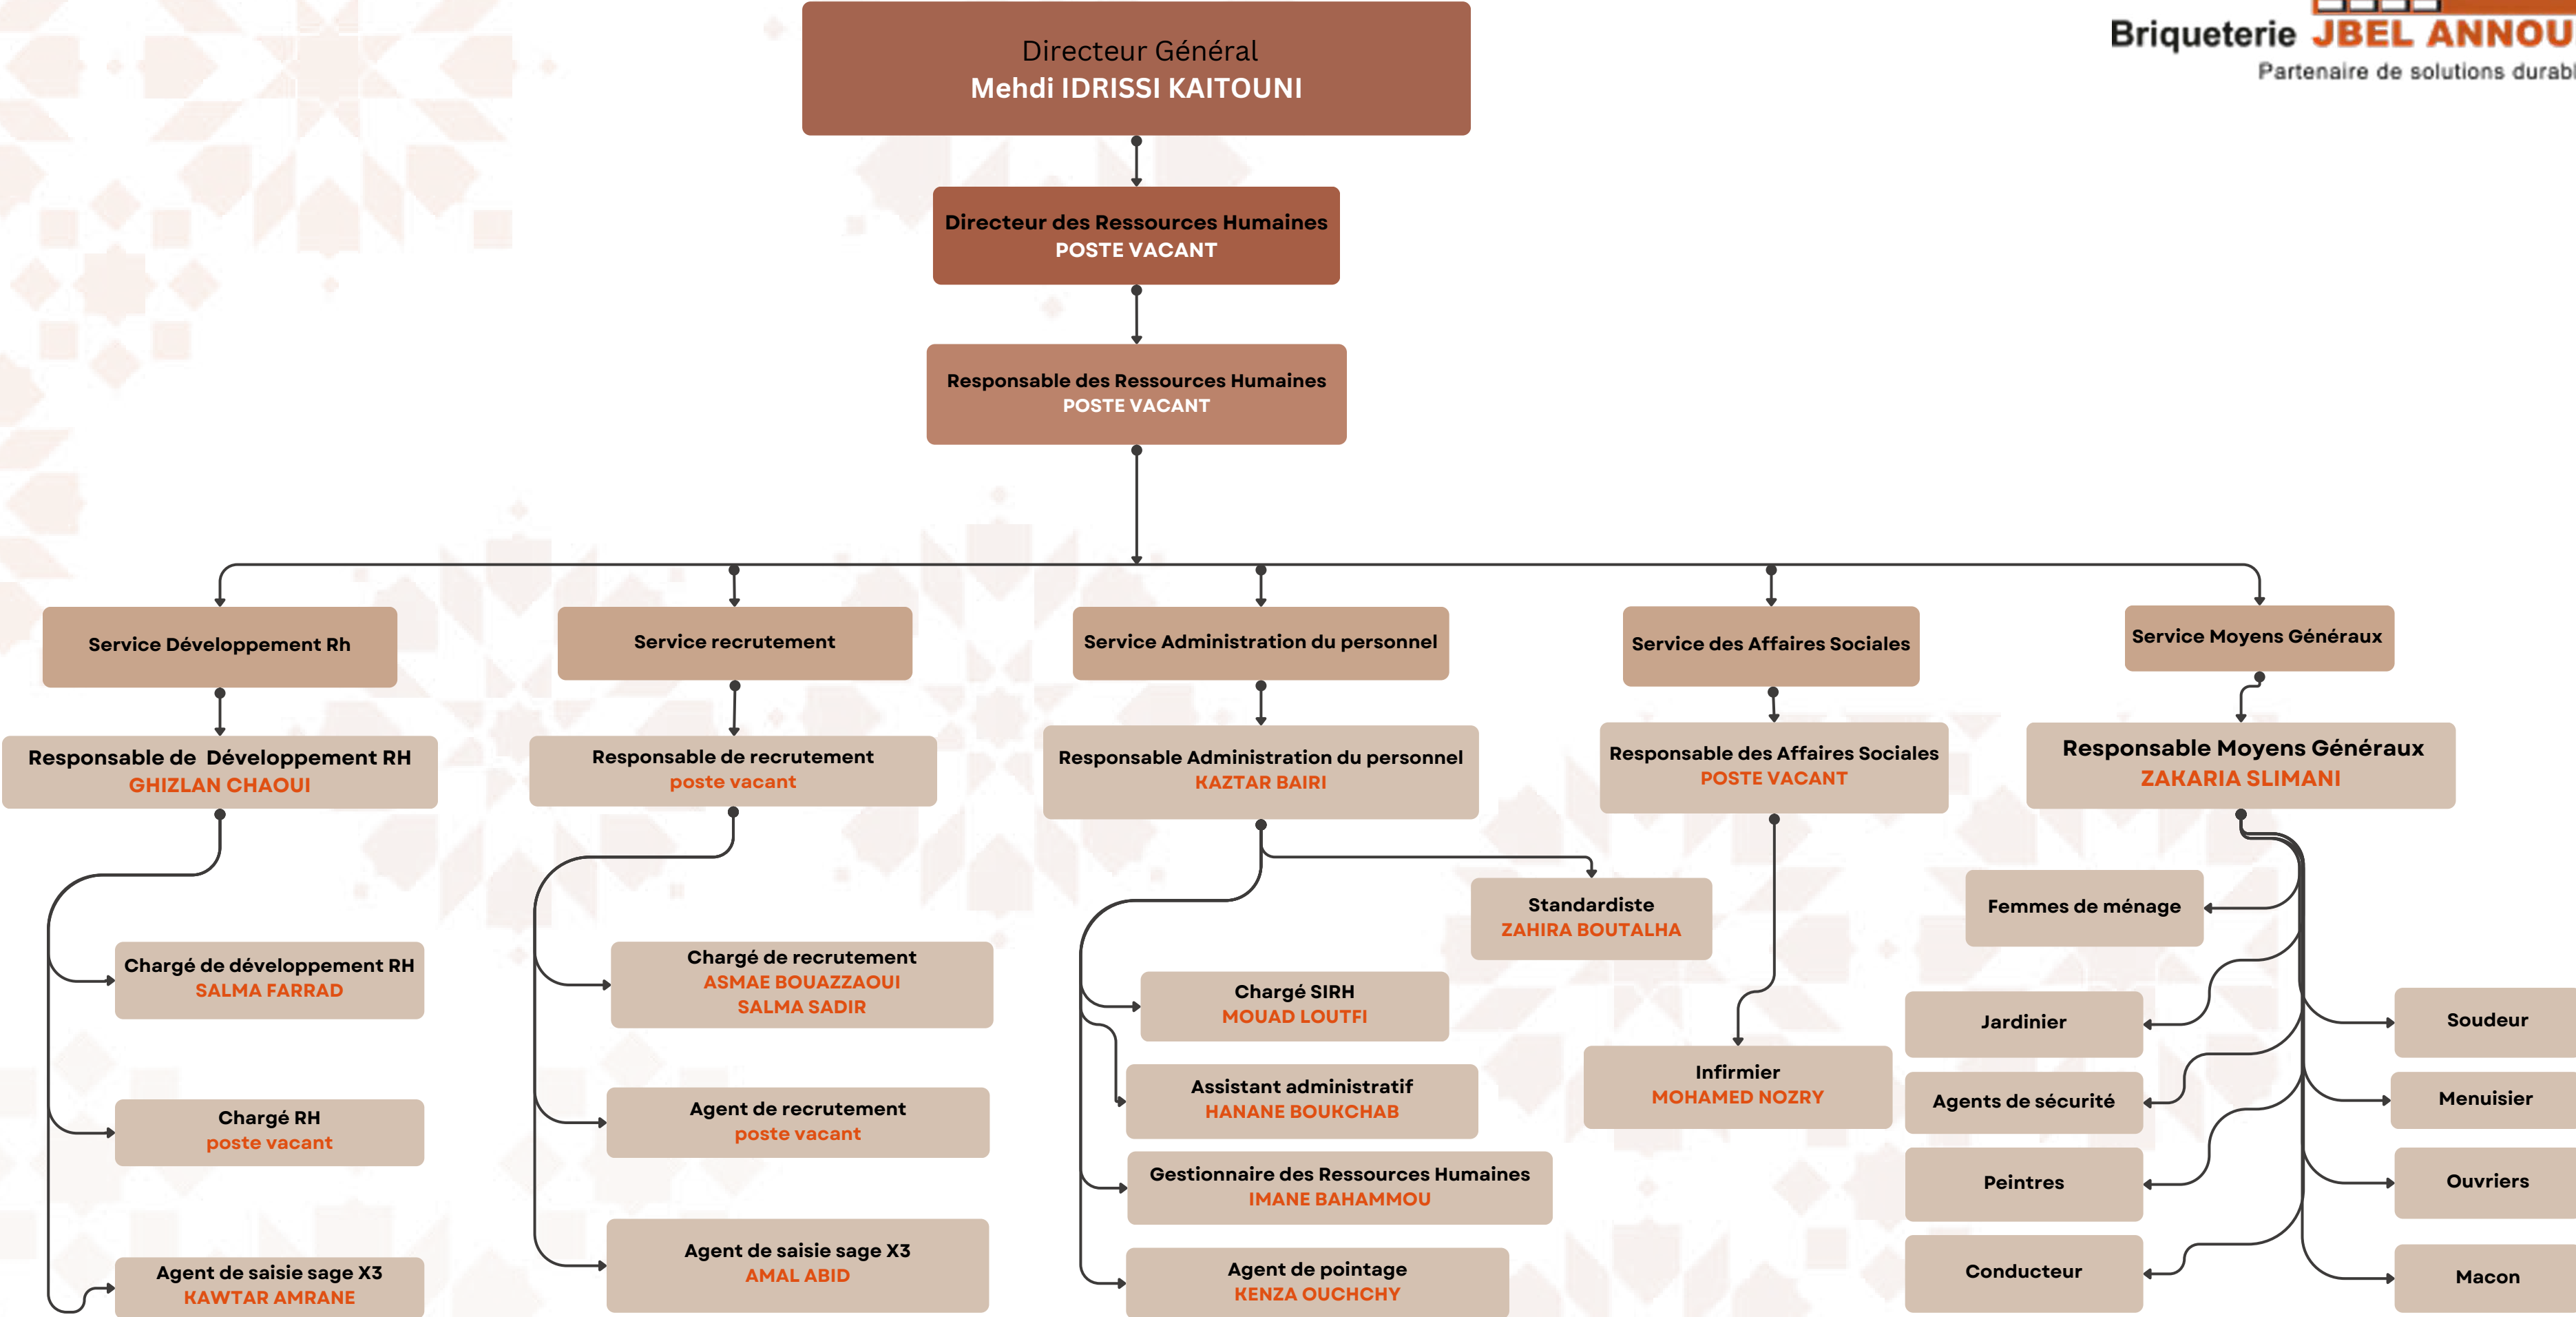 Briqueterie JBEL ANNOU
Partenaire de solutions durabl
Directeur Général
Mehdi IDRISSI KAITOUNI
Directeur des Ressources Humaines
POSTE VACANT
Responsable des Ressources Humaines
POSTE VACANT
Service Développement Rh
Service recrutement
Service Administration du personnel
Service des Affaires Sociales
Service Moyens Généraux
Responsable de Développement RH
GHIZLAN CHAOUI
Responsable de recrutement
poste vacant
Responsable Administration du personnel
KAZTAR BAIRI
Responsable des Affaires Sociales
POSTE VACANT
Responsable Moyens Généraux
ZAKARIA SLIMANI
Chargé de développement RH
SALMA FARRAD
Chargé RH
poste vacant
Agent de saisie sage X3
KAWTAR AMRANE
Chargé de recrutement
ASMAE BOUAZZAOUI
SALMA SADIR
Agent de recrutement
poste vacant
Agent de saisie sage X3
AMAL ABID
Standardiste
ZAHIRA BOUTALHA
Chargé SIRH
MOUAD LOUTFI
Assistant administratif
HANANE BOUKCHAB
Gestionnaire des Ressources Humaines
IMANE BAHAMMOU
Agent de pointage
KENZA OUCHCHY
Infirmier
MOHAMED NOZRY
Femmes de ménage
Jardinier
Agents de sécurité
Peintres
Conducteur
Soudeur
Menuisier
Ouvriers
Macon